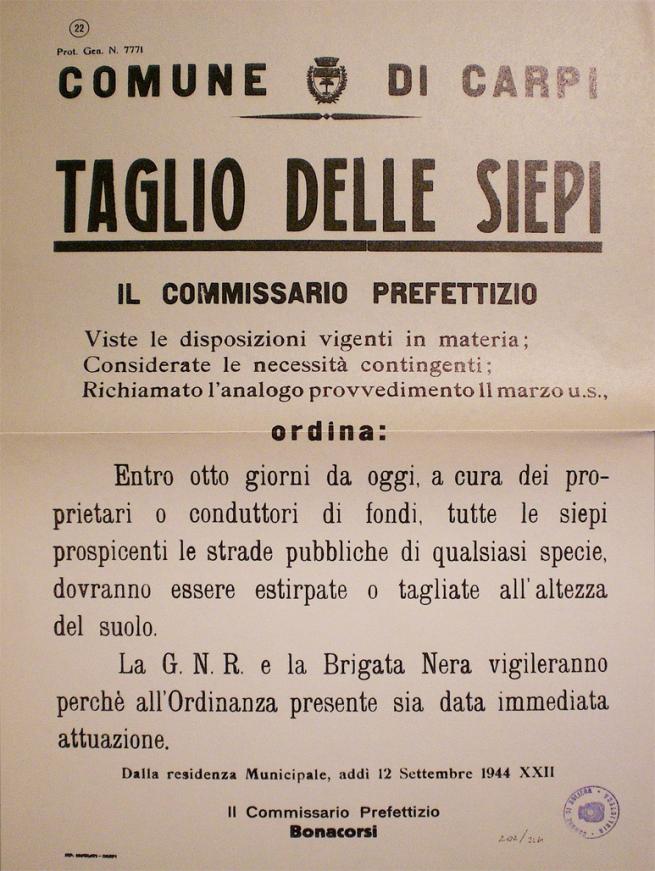 22
Prot. Gen. N. 7771
COMUNE DI CARPI
TAGLIO DELLE SIEPI
IL COMMISSARIO PREFETTIZIO
Viste le disposizioni vigenti in materia;
Considerate le necessità contingenti;
Richiamato l'analogo provvedimento 11 marzo u.s.,
ordina:
Entro otto giorni da oggi, a cura dei pro-
prietari o conduttori di fondi, tutte le siepi
prospicenti le strade pubbliche di qualsiasi specie,
dovranno essere estirpate o tagliate all'altezza
del suolo.
La G. N. R. e la Brigata Nera vigileranno
perchè all'Ordinanza presente sia data immediata
attuazione.
Dalla residenza Municipale, addì 12 Settembre 1944 XXII
Il Commissario Prefettizio
Bonacorsi